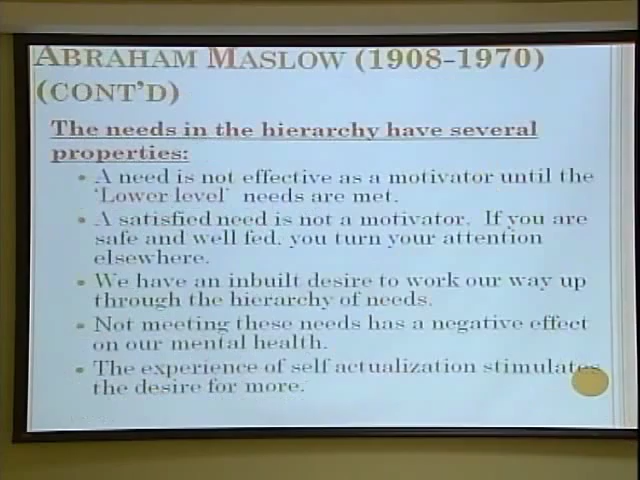 ABRAHAM MASLOW (1908-1970)
(CONT'D)
The needs in the hierarchy have several
properties:
A need is not effective as a motivator until the
'Lower level' needs are met.
A satisfied need is not a motivator. If you are
safe and well fed, you turn your attention
elsewhere.
We have an inbuilt desire to work our way up
through the hierarchy of needs.
Not meeting these needs has a negative effect
on our mental health.
The experience of self actualization stimulates
the desire for more.